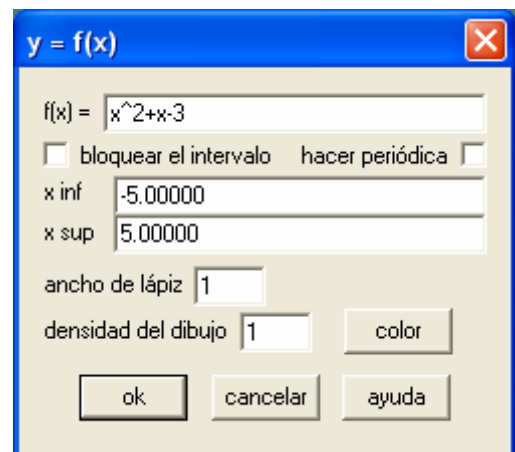 y = f(x)
f(x) = x^2+x-3
bloquear el intervalo hacer periódica
x inf -5.00000
x sup 5.00000
ancho de lápiz 1
densidad del dibujo 1 color
ok cancelar ayuda